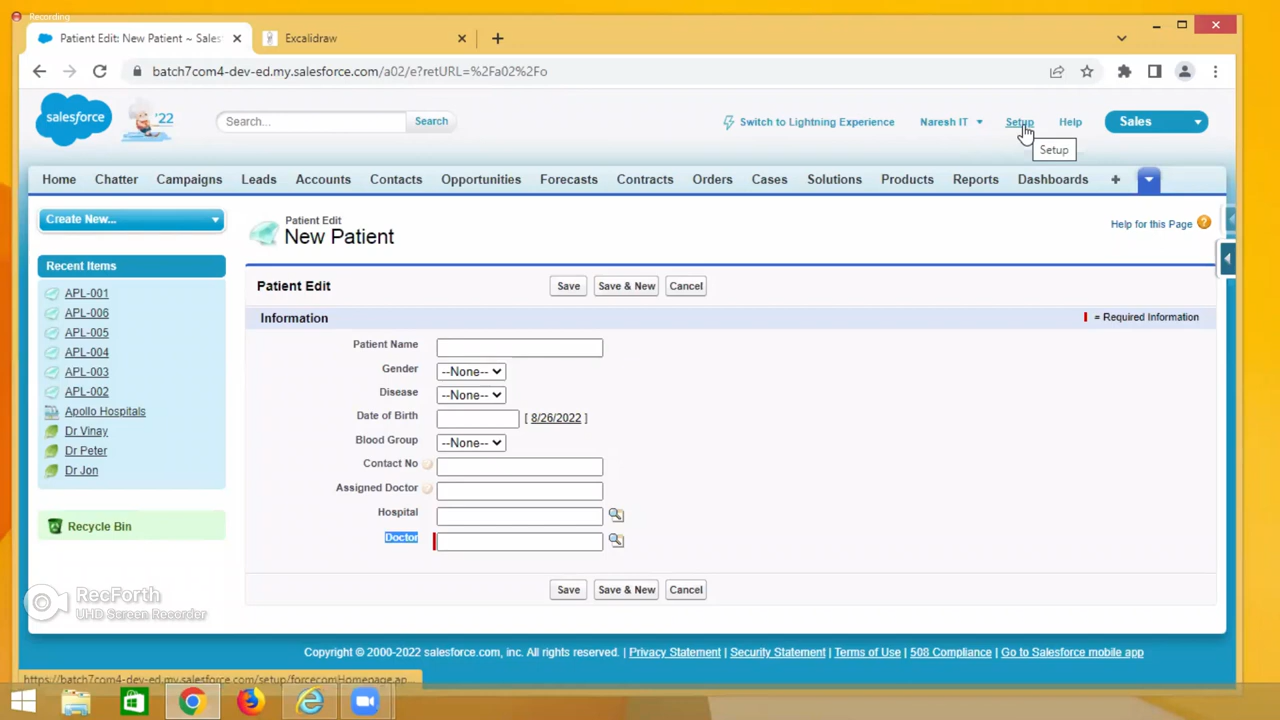 Recording
Patient Edit: New Patient ~ Sales
Excalidraw
batch7com4-dev-ed.my.salesforce.com/a02/e?retURL=%2Fa02%2Fo
salesforce
'22
Search...
Search
Switch to Lightning Experience
Naresh IT
Setup
Help
Sales
Setup
Home
Chatter
Campaigns
Leads
Accounts
Contacts
Opportunities
Forecasts
Contracts
Orders
Cases
Solutions
Products
Reports
Dashboards
+
Create New...
Patient Edit
New Patient
Help for this Page
Recent Items
APL-001
APL-006
APL-005
APL-004
APL-003
APL-002
Apollo Hospitals
Dr Vinay
Dr Peter
Dr Jon
Recycle Bin
Patient Edit
Save
Save & New
Cancel
Information
= Required Information
Patient Name
Gender
--None--
Disease
--None--
Date of Birth
[ 8/26/2022 ]
Blood Group
--None--
Contact No
Assigned Doctor
Hospital
Doctor
Save
Save & New
Cancel
RecForth
UHD Screen Recorder
Copyright © 2000-2022 salesforce.com, inc. All rights reserved. | Privacy Statement | Security Statement | Terms of Use | 508 Compliance | Go to Salesforce mobile app
https://batch7com4-dev-ed.my.salesforce.com/setup/forcecomHomepage.ap...